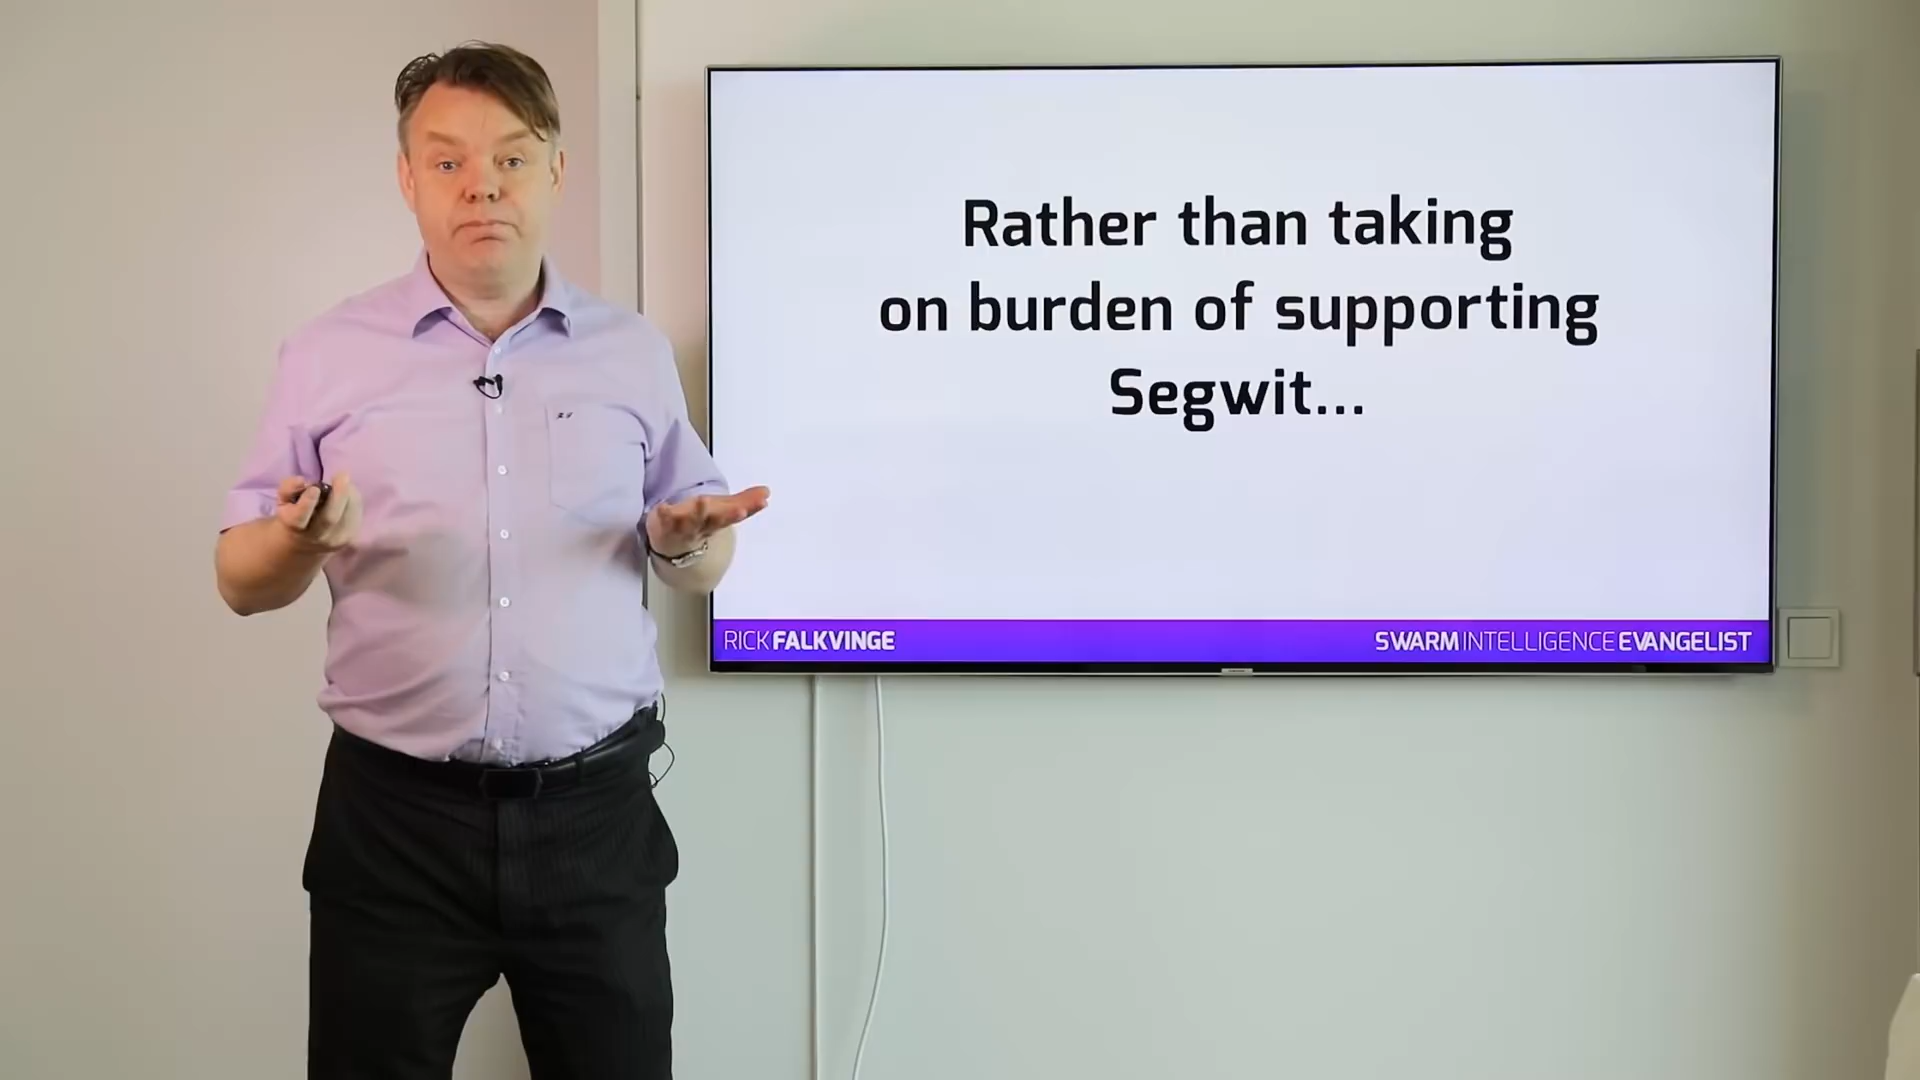 Rather than taking
on burden of supporting
Segwit...
RICKFALKVINGE
SWARMINTELLIGENCEEVANGELIST